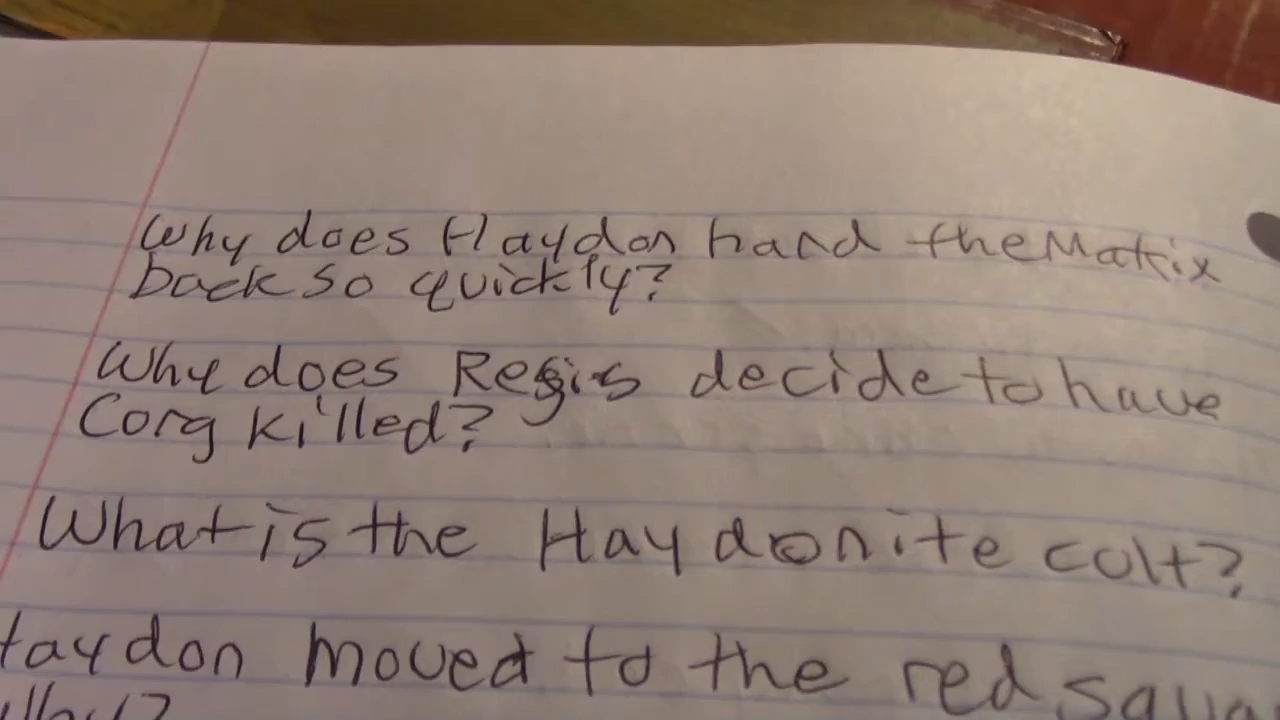 Why does Haydon hand the Matrix
back so quickly?
Why does Regis decide to have
Corg killed?
What is the Haydonite cult?
moved to the red